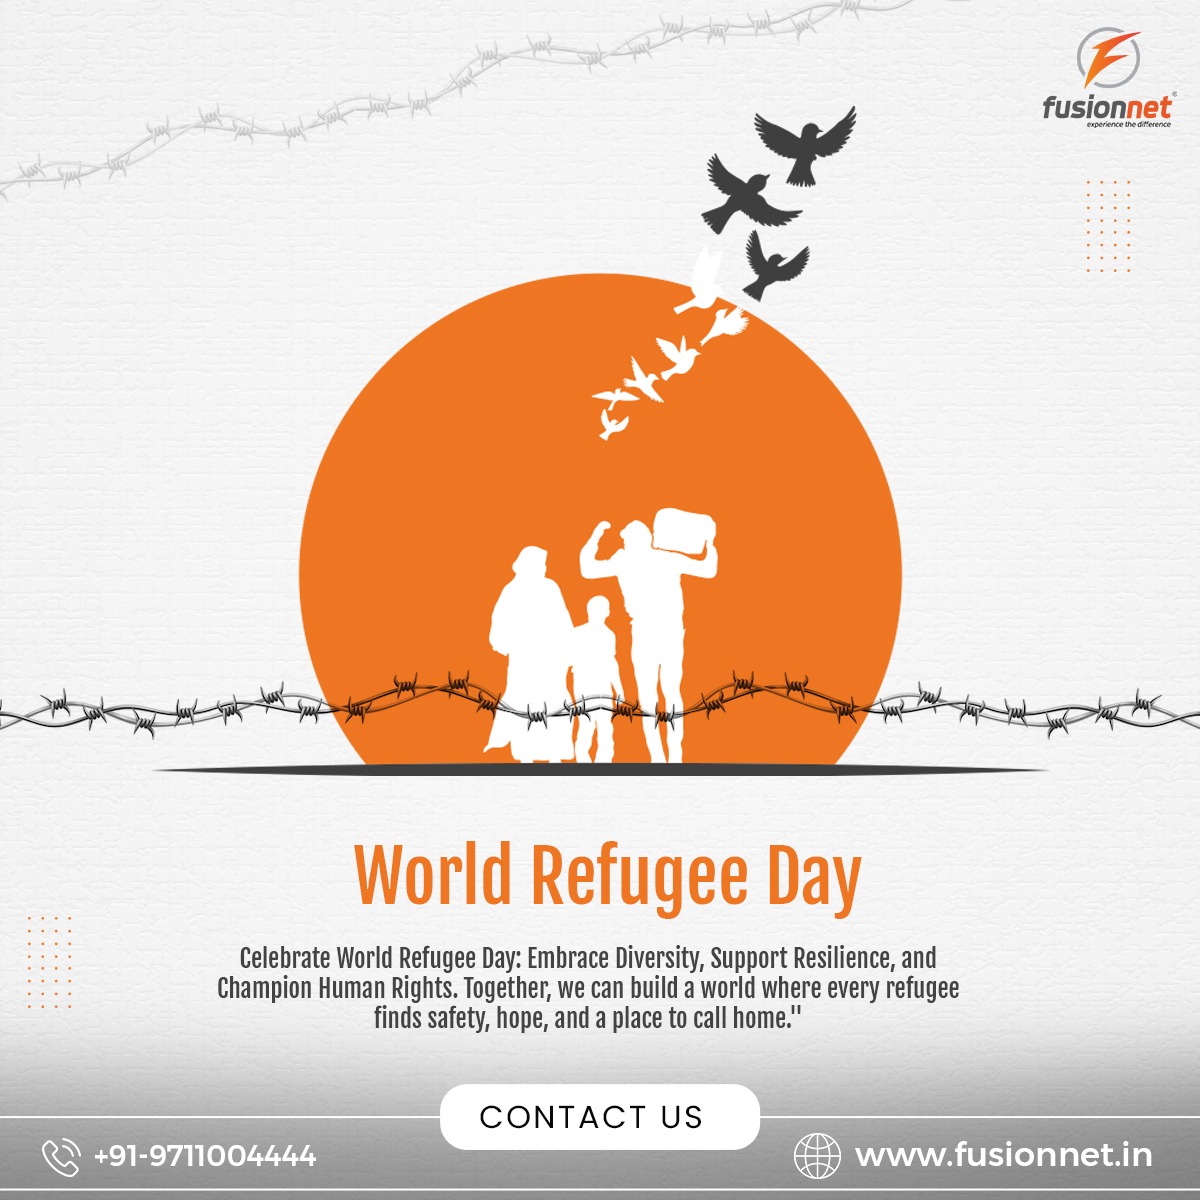 fusionnet®
experience the difference
World Refugee Day
Celebrate World Refugee Day: Embrace Diversity, Support Resilience, and
Champion Human Rights. Together, we can build a world where every refugee
finds safety, hope, and a place to call home."
CONTACT US
+91-9711004444
www.fusionnet.in